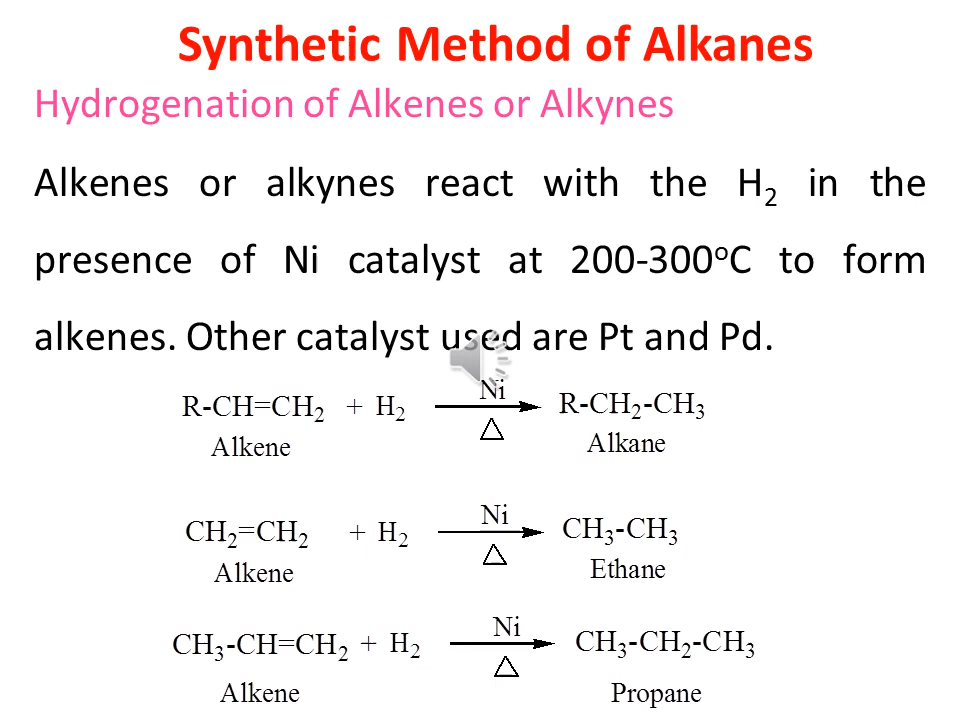 Synthetic Method of Alkanes
Hydrogenation of Alkenes or Alkynes
Alkenes or alkynes react with the H₂ in the
presence of Ni catalyst at 200-300ºC to form
alkenes. Other catalyst used are Pt and Pd.
R-CH=CH₂ + H₂ Ni △ R-CH₂-CH₃
Alkene Alkane
CH₂=CH₂ + H₂ Ni △ CH₃-CH₃
Alkene Ethane
CH₃-CH=CH₂ + H₂ Ni △ CH₃-CH₂-CH₃
Alkene Propane